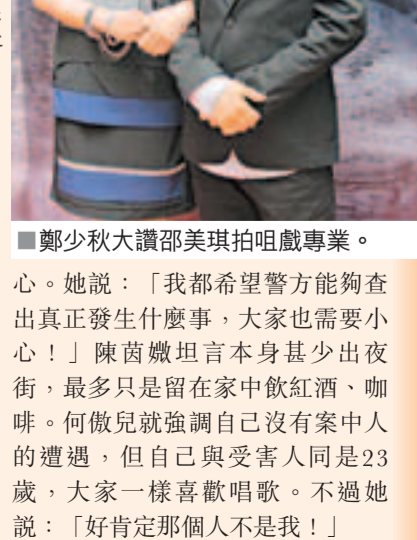 ■鄭少秋大讚邵美琪拍咀戲專業。
心。她說：「我都希望警方能夠查
出真正發生什麼事，大家也需要小
心！」陳茵媺坦言本身甚少出夜
街，最多只是留在家中飲紅酒、咖
啡。何傲兒就強調自己沒有案中人
的遭遇，但自己與受害人同是23
歲，大家一樣喜歡唱歌。不過她
說：「好肯定那個人不是我！」